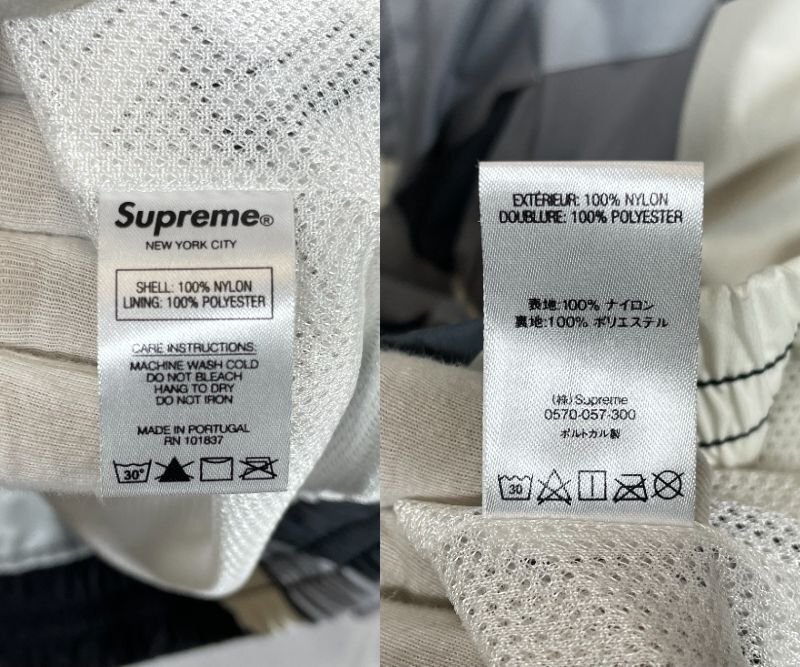 Supreme®
NEW YORK CITY
SHELL: 100% NYLON
LINING: 100% POLYESTER
CARE INSTRUCTIONS:
MACHINE WASH COLD
DO NOT BLEACH
HANG TO DRY
DO NOT IRON
MADE IN PORTUGAL
RN 101837
30°
EXTÉRIEUR: 100% NYLON
DOUBLURE: 100% POLYESTER
表地:100% ナイロン
裏地:100% ポリエステル
(株) Supreme
0570-057-300
ポルトガル製
30